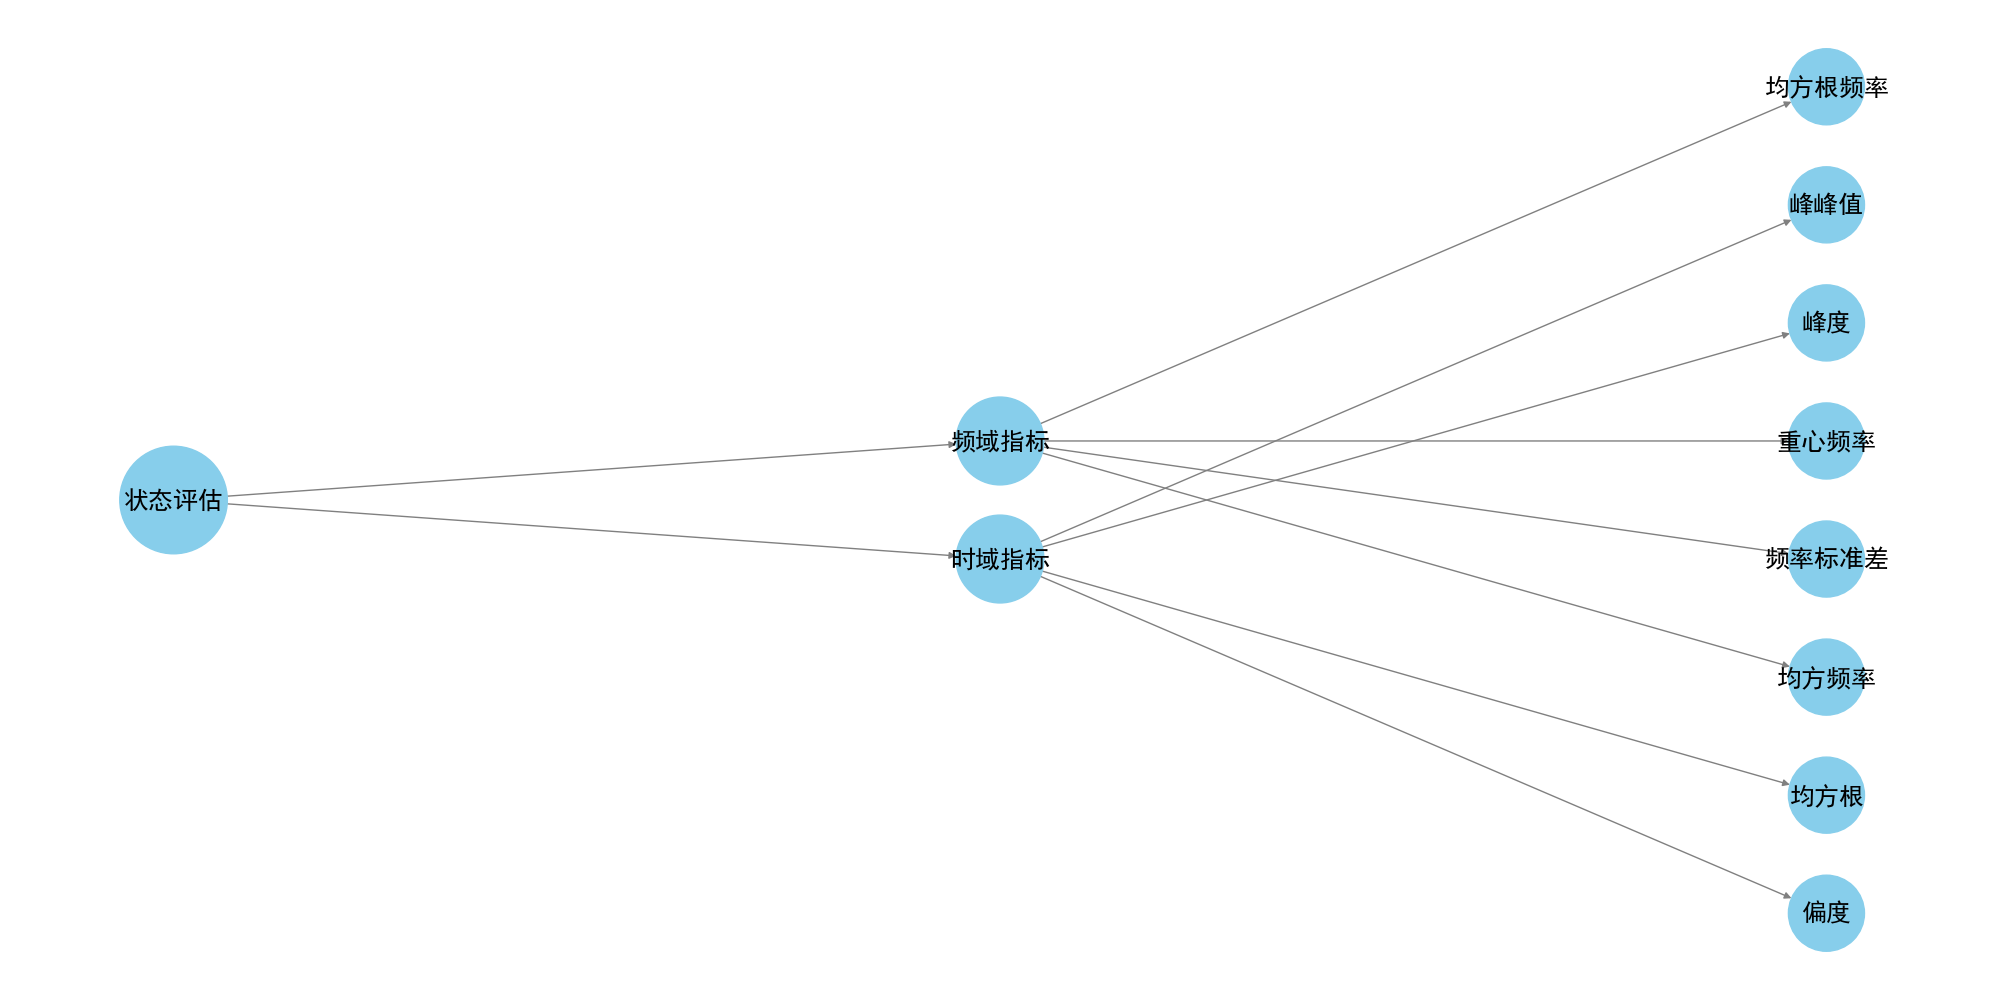 状态评估
频域指标
时域指标
均方根频率
峰峰值
峰度
重心频率
频率标准差
均方频率
均方根
偏度